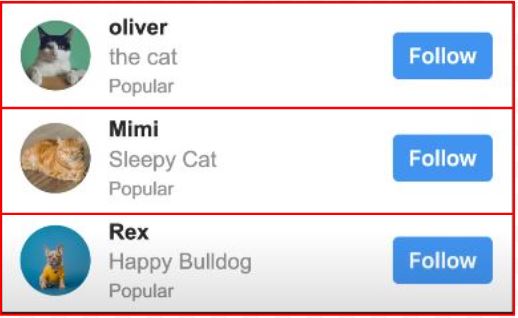 oliver
the cat
Popular
Follow
Mimi
Sleepy Cat
Popular
Follow
Rex
Happy Bulldog
Popular
Follow